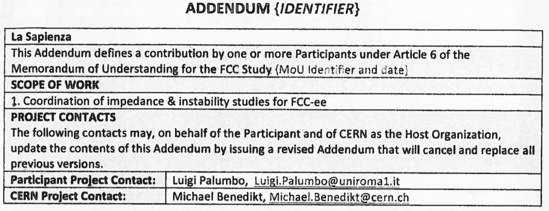 ADDENDUM {IDENTIFIER}
La Sapienza
This Addendum defines a contribution by one or more Participants under Article 6 of the
Memorandum of Understanding for the FCC Study {MoU Identifier and date}
SCOPE OF WORK
1. Coordination of impedance & instability studies for FCC-ee
PROJECT CONTACTS
The following contacts may, on behalf of the Participant and of CERN as the Host Organization,
update the contents of this Addendum by issuing a revised Addendum that will cancel and replace all
previous versions.
Participant Project Contact: Luigi Palumbo, Luigi.Palumbo@uniroma1.it
CERN Project Contact: Michael Benedikt, Michael.Benedikt@cern.ch